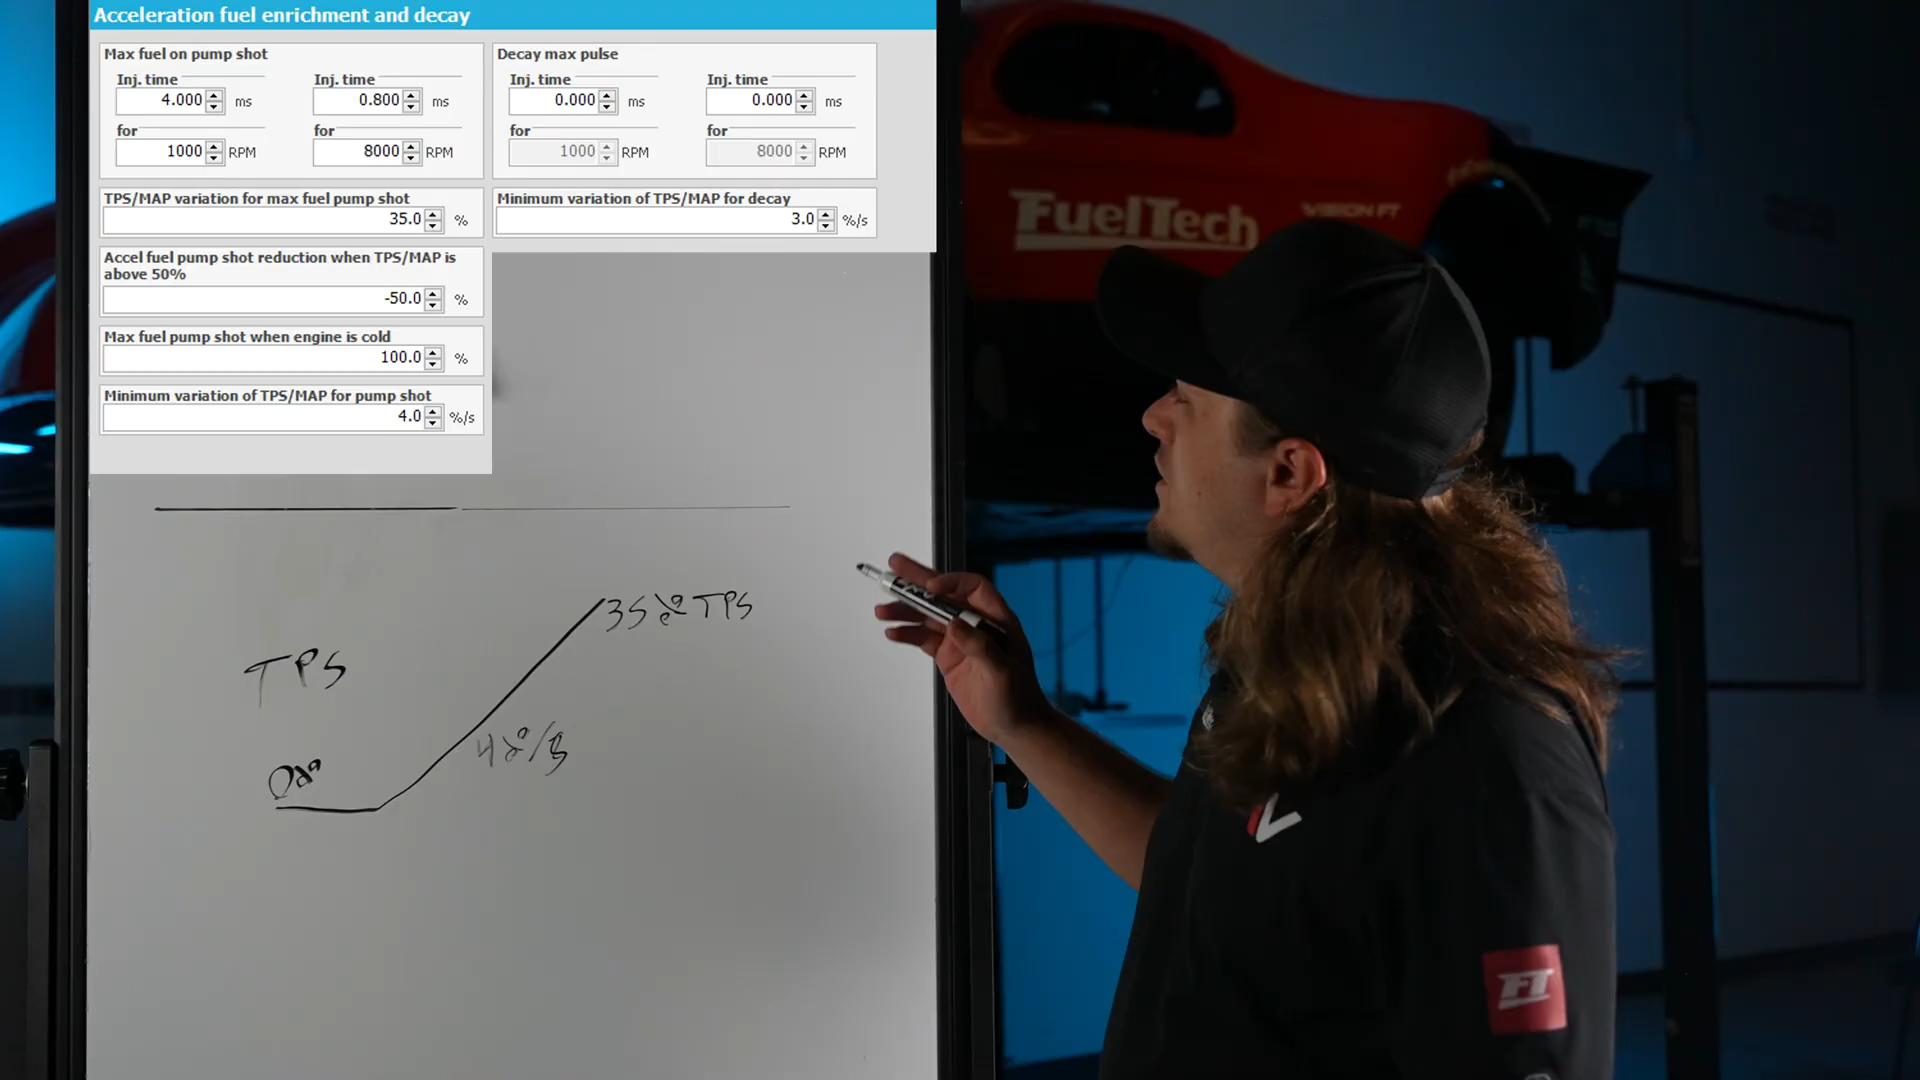 Acceleration fuel enrichment and decay
Max fuel on pump shot
Inj. time
4.000 ms
Inj. time
0.800 ms
for
1000 RPM
for
8000 RPM
Decay max pulse
Inj. time
0.000 ms
Inj. time
0.000 ms
for
1000 RPM
for
8000 RPM
TPS/MAP variation for max fuel pump shot
35.0 %
Minimum variation of TPS/MAP for decay
3.0 %/s
Accel fuel pump shot reduction when TPS/MAP is
above 50%
-50.0 %
Max fuel pump shot when engine is cold
100.0 %
Minimum variation of TPS/MAP for pump shot
4.0 %/s
35% TPS
TPS
4%/s
0%
FuelTech
VISION FT
FT